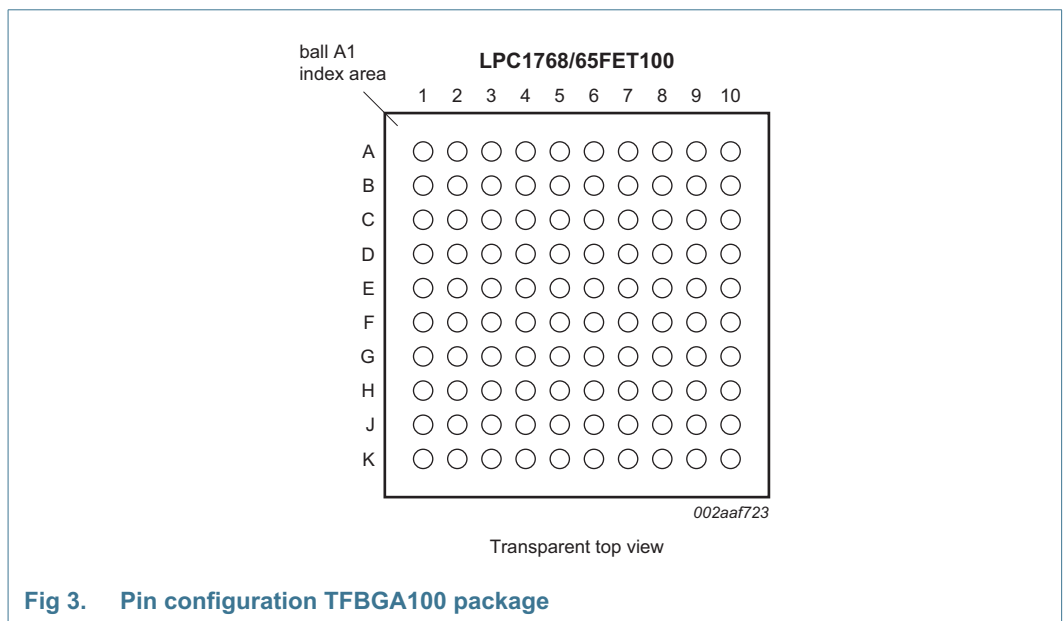 ball A1
index area
LPC1768/65FET100
1 2 3 4 5 6 7 8 9 10
A
B
C
D
E
F
G
H
J
K
002aaf723
Transparent top view
Fig 3. Pin configuration TFBGA100 package